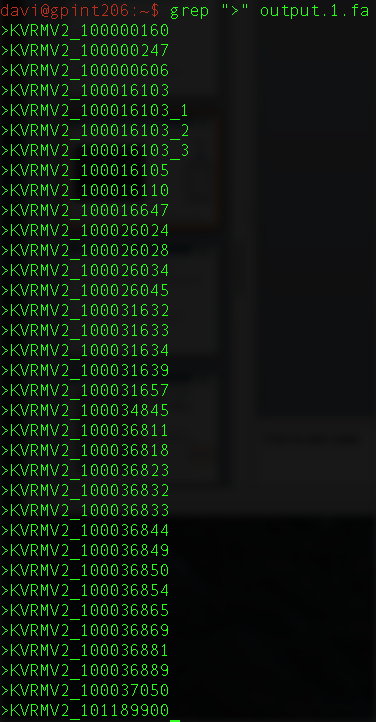 davi@gpint206:~$ grep ">" output.1.fa
>KVRMV2_100000160
>KVRMV2_100000247
>KVRMV2_100000606
>KVRMV2_100016103
>KVRMV2_100016103_1
>KVRMV2_100016103_2
>KVRMV2_100016103_3
>KVRMV2_100016105
>KVRMV2_100016110
>KVRMV2_100016647
>KVRMV2_100026024
>KVRMV2_100026028
>KVRMV2_100026034
>KVRMV2_100026045
>KVRMV2_100031632
>KVRMV2_100031633
>KVRMV2_100031634
>KVRMV2_100031639
>KVRMV2_100031657
>KVRMV2_100034845
>KVRMV2_100036811
>KVRMV2_100036818
>KVRMV2_100036823
>KVRMV2_100036832
>KVRMV2_100036833
>KVRMV2_100036844
>KVRMV2_100036849
>KVRMV2_100036850
>KVRMV2_100036854
>KVRMV2_100036865
>KVRMV2_100036869
>KVRMV2_100036881
>KVRMV2_100036889
>KVRMV2_100037050
>KVRMV2_101189900